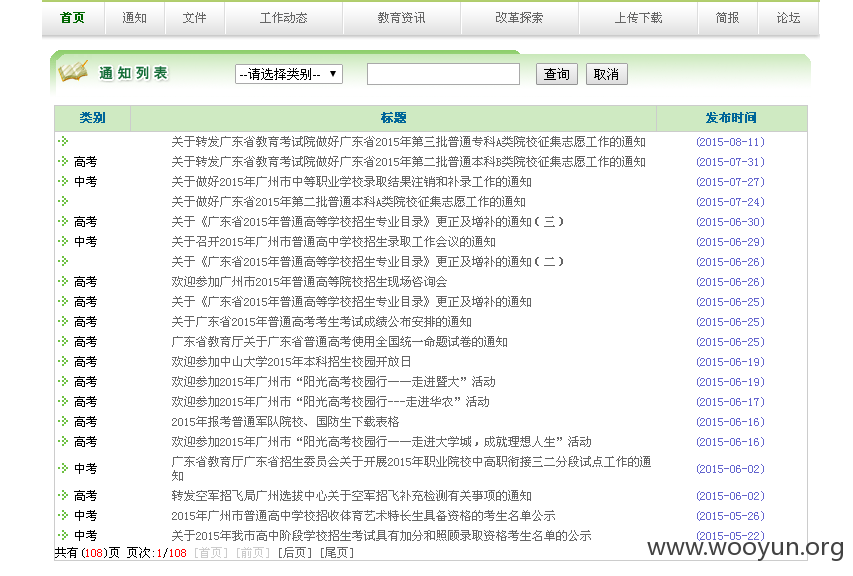 首页 通知 文件 工作动态 教育资讯 改革探索 上传下载 简报 论坛
通知列表 --请选择类别-- 查询 取消
类别 标题 发布时间
关于转发广东省教育考试院做好广东省2015年第三批普通专科A类院校征集志愿工作的通知 (2015-08-11)
高考 关于转发广东省教育考试院做好广东省2015年第二批普通本科B类院校征集志愿工作的通知 (2015-07-31)
中考 关于做好2015年广州市中等职业学校录取结果注销和补录工作的通知 (2015-07-27)
关于做好广东省2015年第二批普通本科A类院校征集志愿工作的通知 (2015-07-24)
高考 关于《广东省2015年普通高等学校招生专业目录》更正及增补的通知(三) (2015-06-30)
中考 关于召开2015年广州市普通高中学校招生录取工作会议的通知 (2015-06-29)
关于《广东省2015年普通高等学校招生专业目录》更正及增补的通知(二) (2015-06-26)
高考 欢迎参加广州市2015年普通高等院校招生现场咨询会 (2015-06-26)
高考 关于《广东省2015年普通高等学校招生专业目录》更正及增补的通知 (2015-06-25)
高考 关于广东省2015年普通高考考生考试成绩公布安排的通知 (2015-06-25)
高考 广东省教育厅关于广东省普通高考使用全国统一命题试卷的通知 (2015-06-25)
高考 欢迎参加中山大学2015年本科招生校园开放日 (2015-06-19)
高考 欢迎参加2015年广州市“阳光高考校园行——走进暨大”活动 (2015-06-19)
高考 欢迎参加2015年广州市“阳光高考校园行---走进华农”活动 (2015-06-17)
高考 2015年报考普通军队院校、国防生下载表格 (2015-06-16)
高考 欢迎参加2015年广州市“阳光高考校园行——走进大学城，成就理想人生”活动 (2015-06-16)
中考 广东省教育厅广东省招生委员会关于开展2015年职业院校中高职衔接三二分段试点工作的通 (2015-06-02)
知
高考 转发空军招飞局广州选拔中心关于空军招飞补充检测有关事项的通知 (2015-06-02)
中考 2015年广州市普通高中学校招收体育艺术特长生具备资格的考生名单公示 (2015-05-26)
中考 关于2015年我市高中阶段学校招生考试具有加分和照顾录取资格考生名单的公示 (2015-05-22)
共有(108)页 页次:1/108 [首页] [前页] [后页] [尾页]
www.wooyun.org